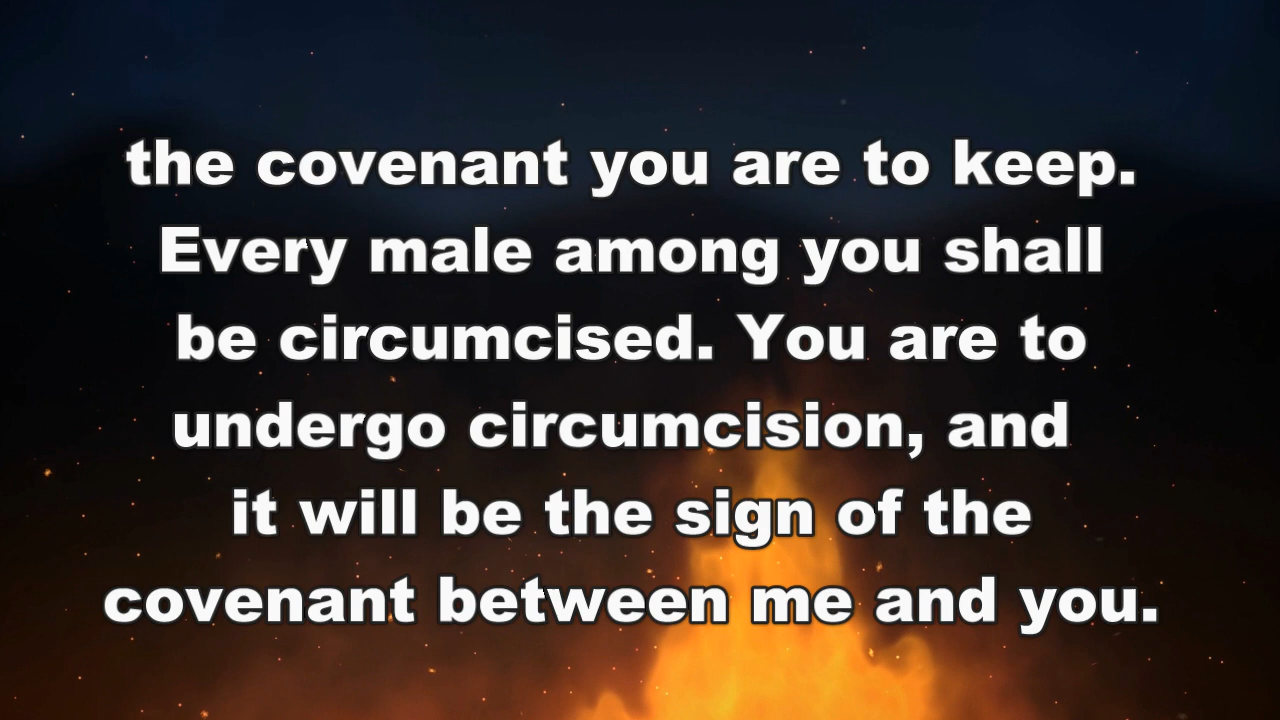 the covenant you are to keep.
Every male among you shall
be circumcised. You are to
undergo circumcision, and
it will be the sign of the
covenant between me and you.